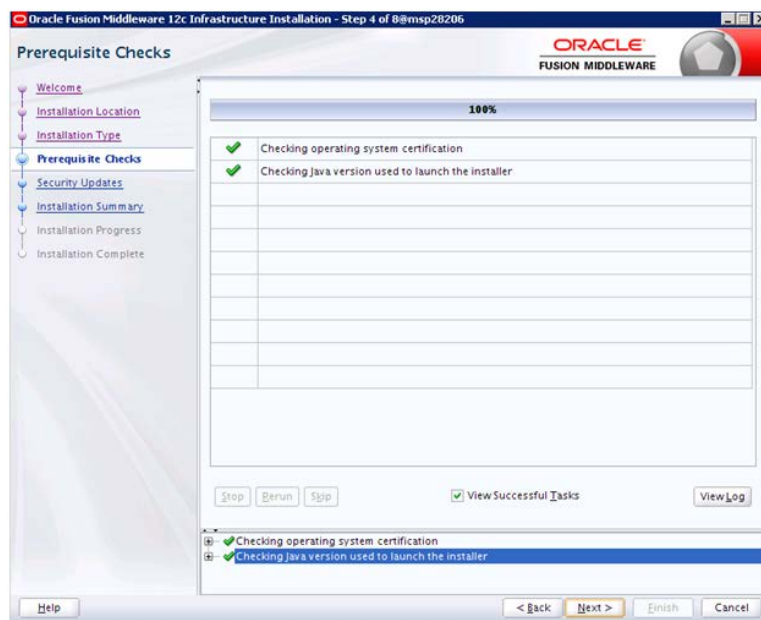 Oracle Fusion Middleware 12c Infrastructure Installation - Step 4 of 8@msp28206
Prerequisite Checks
ORACLE
FUSION MIDDLEWARE
Welcome
Installation Location
Installation Type
Prerequisite Checks
Security Updates
Installation Summary
Installation Progress
Installation Complete
100%
Checking operating system certification
Checking Java version used to launch the installer
Stop Rerun Skip View Successful Tasks View Log
Checking operating system certification
Checking Java version used to launch the installer
Help < Back Next > Finish Cancel